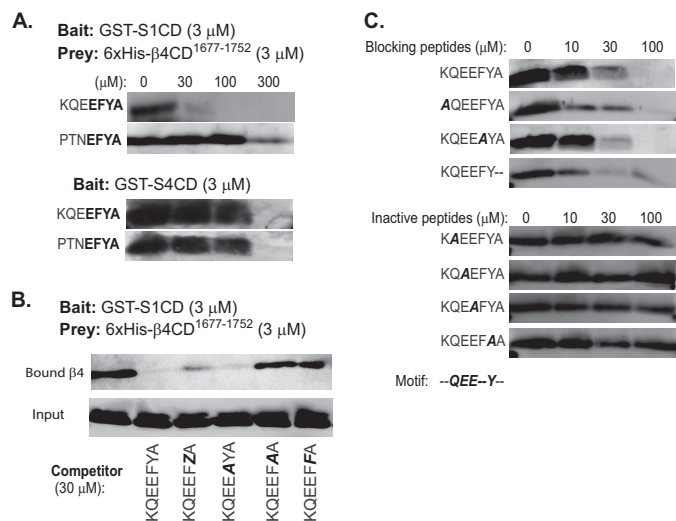 A.
Bait: GST-S1CD (3 μM)
Prey: 6xHis-β4CD1677-1752 (3 μM)
(μM): 0 30 100 300
KQEEFYA
PTNEFYA
Bait: GST-S4CD (3 μM)
KQEEFYA
PTNEFYA
B.
Bait: GST-S1CD (3 μM)
Prey: 6xHis-β4CD1677-1752 (3 μM)
Bound β4
Input
Competitor
(30 μM):
KQEEFYA
KQEEFZA
KQEEAYA
KQEEFAA
KQEEFFA
C.
Blocking peptides (μM): 0 10 30 100
KQEEFYA
AQEEFYA
KQEEAYA
KQEEFY--
Inactive peptides (μM): 0 10 30 100
KAEEFYA
KQAEFYA
KQEAFYA
KQEEFAA
Motif: --QEE--Y--